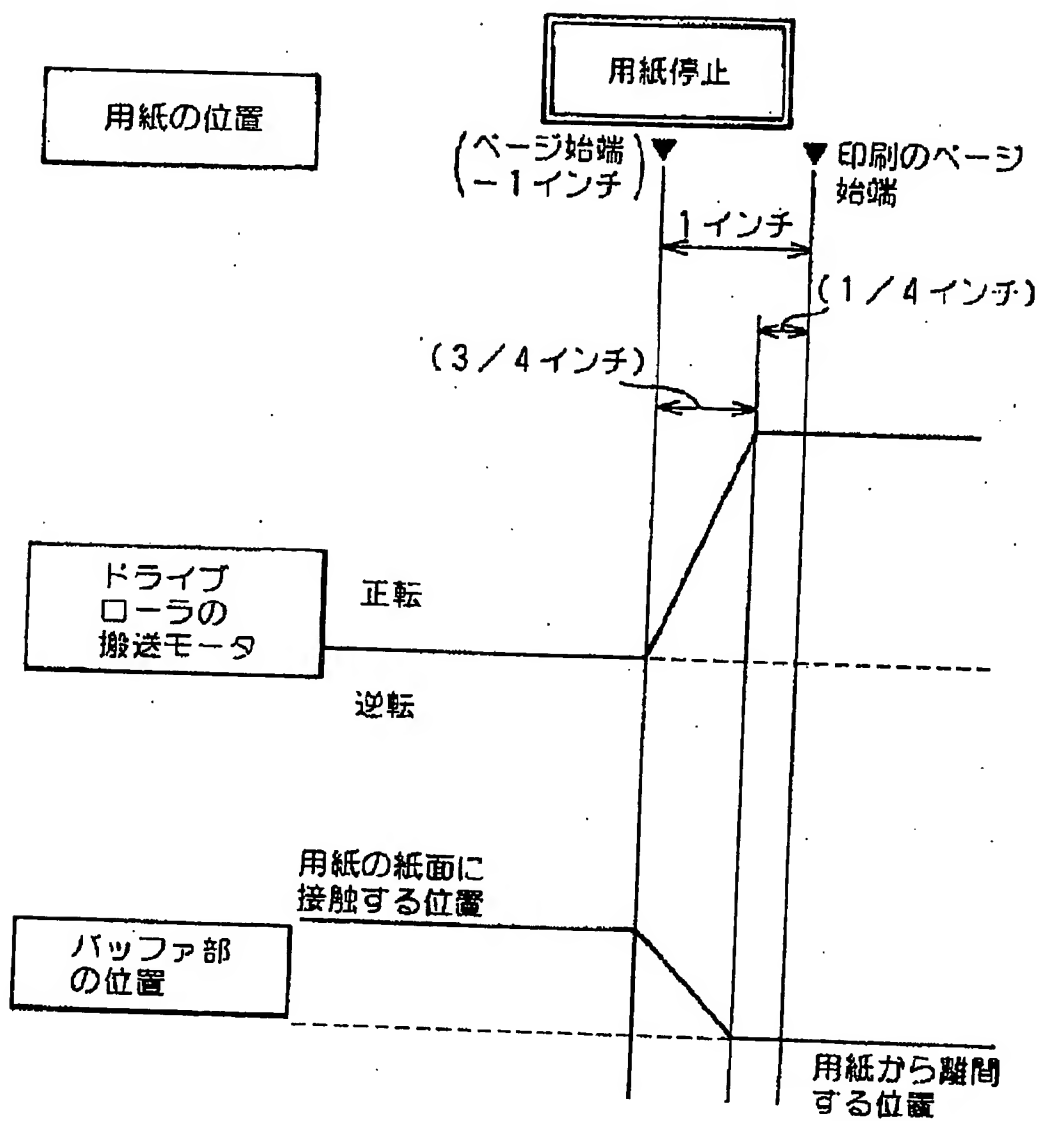 用紙停止
用紙の位置
(ページ始端
－1インチ)
印刷のページ
始端
1インチ
(1／4インチ)
(3／4インチ)
ドライブ
ローラの
搬送モータ
正転
逆転
用紙の紙面に
接触する位置
バッファ部
の位置
用紙から離間
する位置